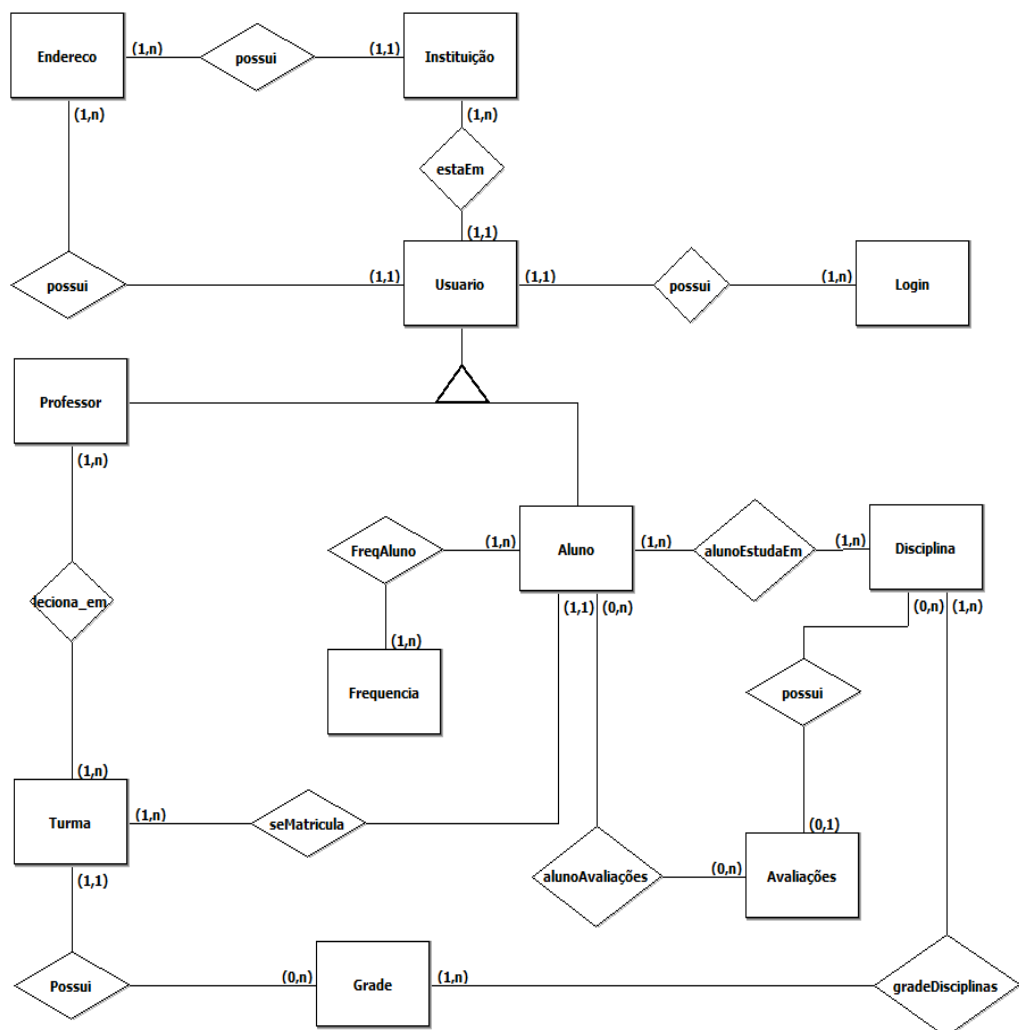 Endereco (1,n) possui (1,1) Instituição
(1,n) (1,n)
estaEm
(1,1)
possui (1,1) Usuario (1,1) possui (1,n) Login
Professor
(1,n)
FreqAluno (1,n) Aluno (1,n) alunoEstudaEm (1,n) Disciplina
leciona_em (1,1) (0,n) (0,n) (1,n)
(1,n)
Frequencia possui
(1,n)
Turma (1,n) seMatricula (0,1)
(1,1) alunoAvaliações (0,n) Avaliações
Possui (0,n) Grade (1,n) gradeDisciplinas